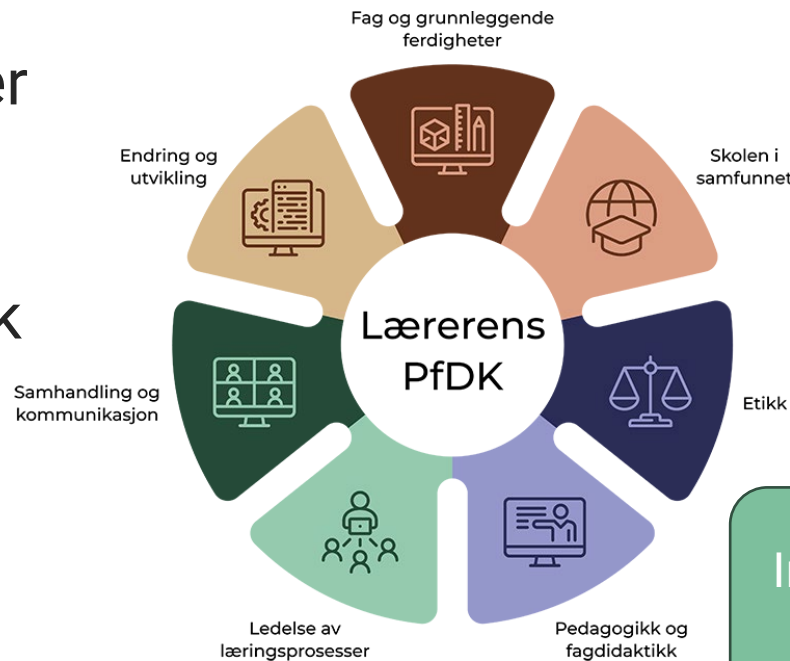 er
k
Fag og grunnleggende
ferdigheter
Skolen i
samfunnet
Etikk
Pedagogikk og
fagdidaktikk
Ledelse av
læringsprosesser
Samhandling og
kommunikasjon
Endring og
utvikling
Lærerens
PfDK